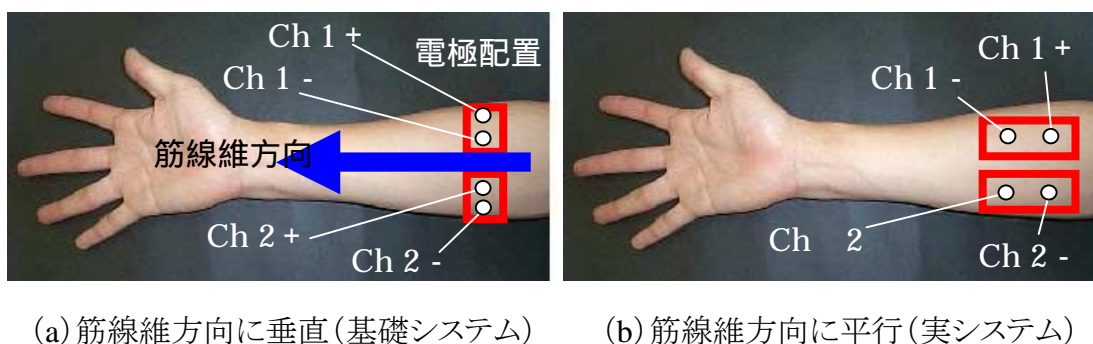 Ch 1 +
電極配置
Ch 1 -
筋線維方向
Ch 2 +
Ch 2 -
Ch 1 +
Ch 1 -
Ch 2
Ch 2 -
(a) 筋線維方向に垂直(基礎システム)
(b) 筋線維方向に平行(実システム)